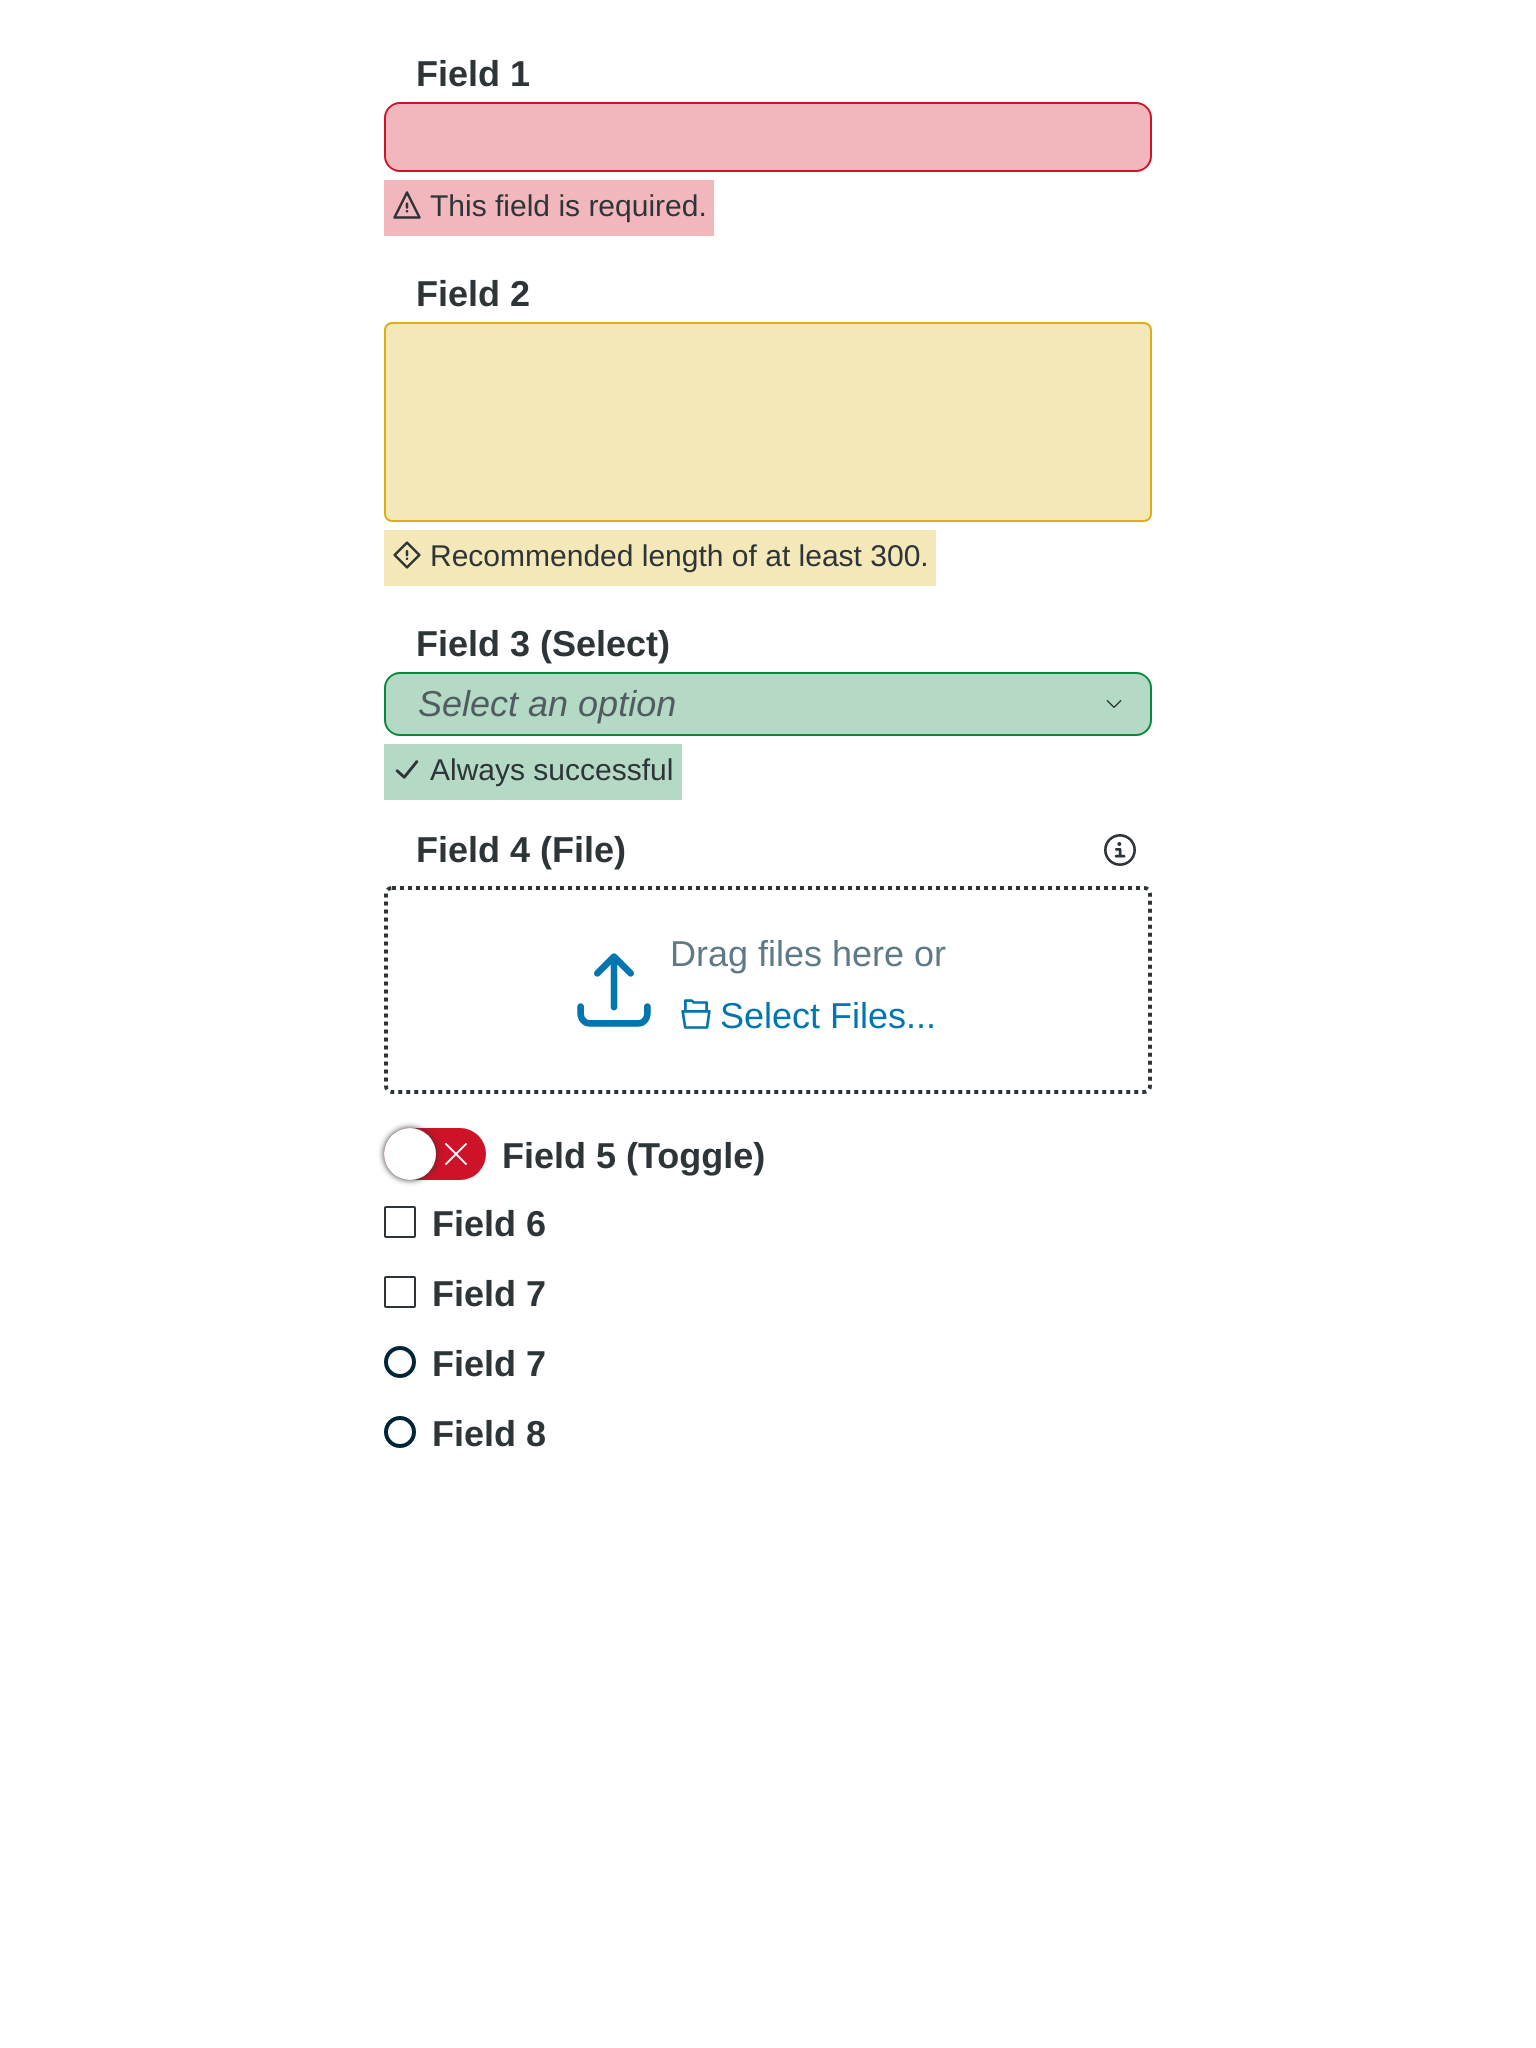 Field 1
This field is required.
Field 2
Recommended length of at least 300.
Field 3 (Select)
Select an option
Always successful
Field 4 (File)
Drag files here or
Select Files...
Field 5 (Toggle)
Field 6
Field 7
Field 7
Field 8